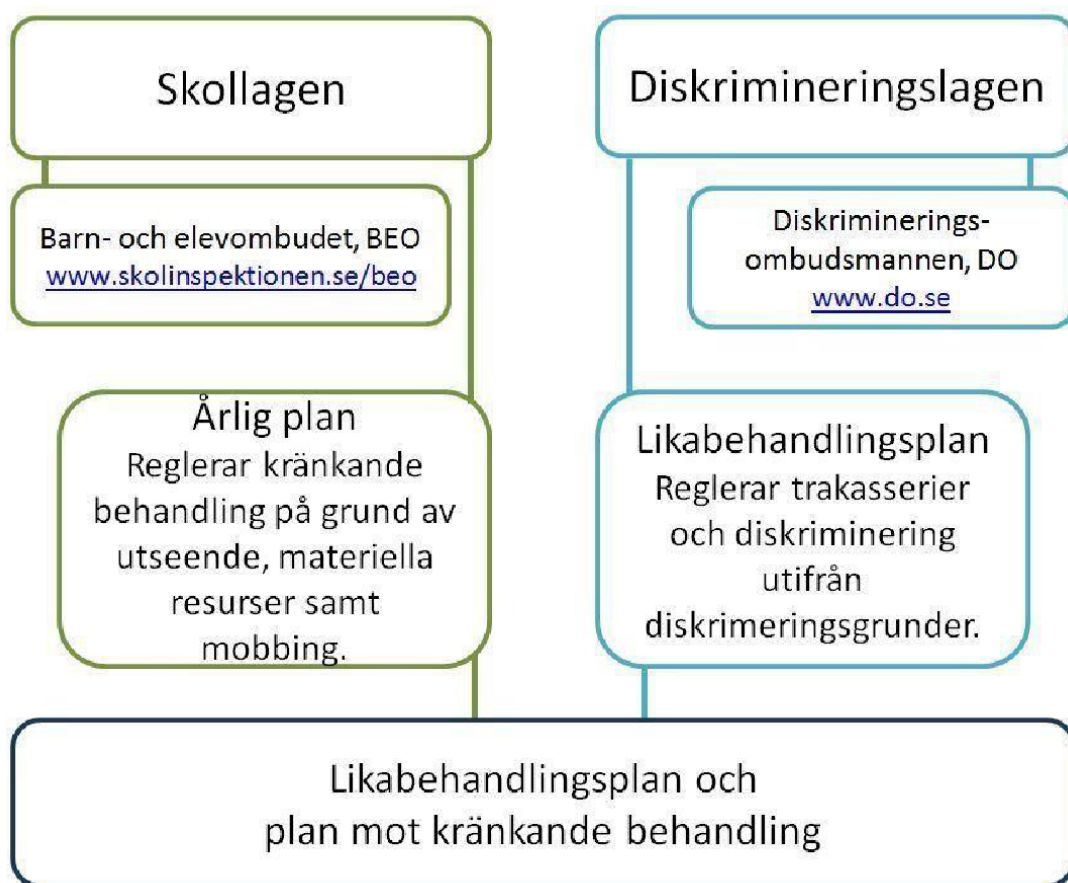 Skollagen
Barn- och elevombudet, BEO
www.skolinspektionen.se/beo
Årlig plan
Reglerar kränkande
behandling på grund av
utseende, materiella
resurser samt
mobbing.
Diskrimineringslagen
Diskriminerings-
ombudsmannen, DO
www.do.se
Likabehandlingsplan
Reglerar trakasserier
och diskriminering
utifrån
diskrimeringsgrunder.
Likabehandlingsplan och
plan mot kränkande behandling